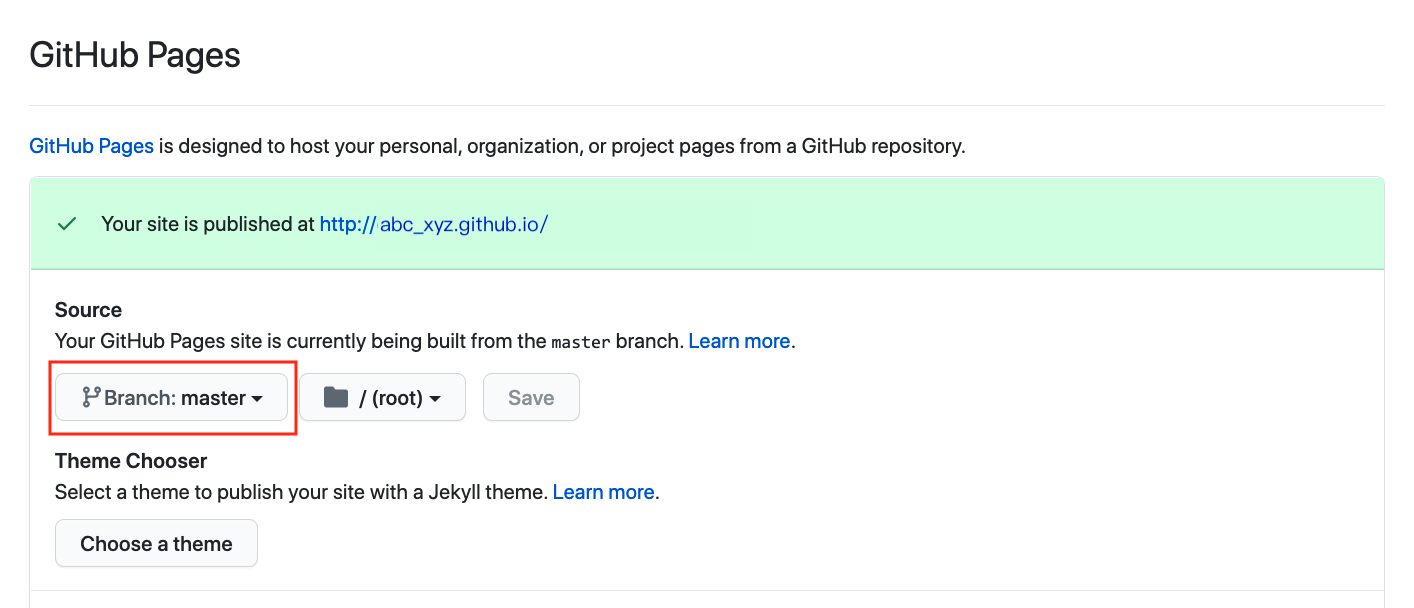 GitHub Pages
GitHub Pages is designed to host your personal, organization, or project pages from a GitHub repository.
Your site is published at http:// abc_xyz.github.io/
Source
Your GitHub Pages site is currently being built from the master branch. Learn more.
Branch: master / (root) Save
Theme Chooser
Select a theme to publish your site with a Jekyll theme. Learn more.
Choose a theme